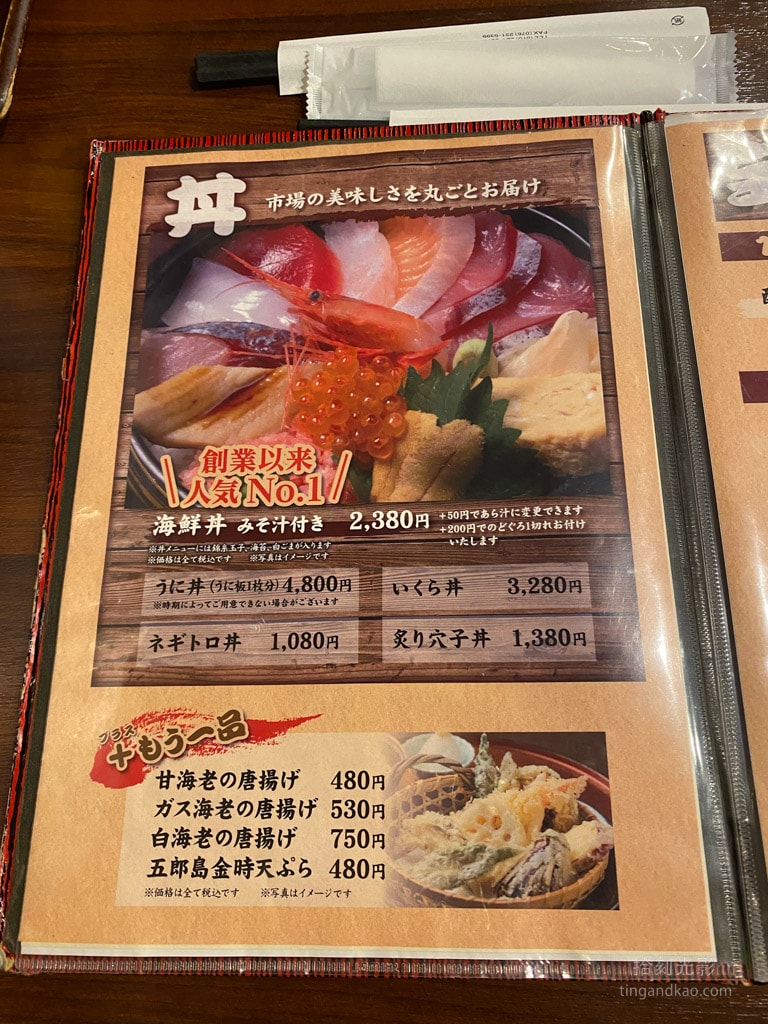 丼 市場の美味しさを丸ごとお届け
創業以来
人気 No.1
海鮮丼 みそ汁付き 2,380円
+50円であら汁に変更できます
+200円でのどぐろ1切れお付け
いたします
※丼メニューには錦糸玉子、海苔、白ごまが入ります
※価格は全て税込です ※写真はイメージです
うに丼(うに板1枚分)4,800円
※時期によってご用意できない場合がございます
いくら丼 3,280円
ネギトロ丼 1,080円
炙り穴子丼 1,380円
プラス
+もう一品
甘海老の唐揚げ 480円
ガス海老の唐揚げ 530円
白海老の唐揚げ 750円
五郎島金時天ぷら 480円
※価格は全て税込です ※写真はイメージです
tingandkao.com